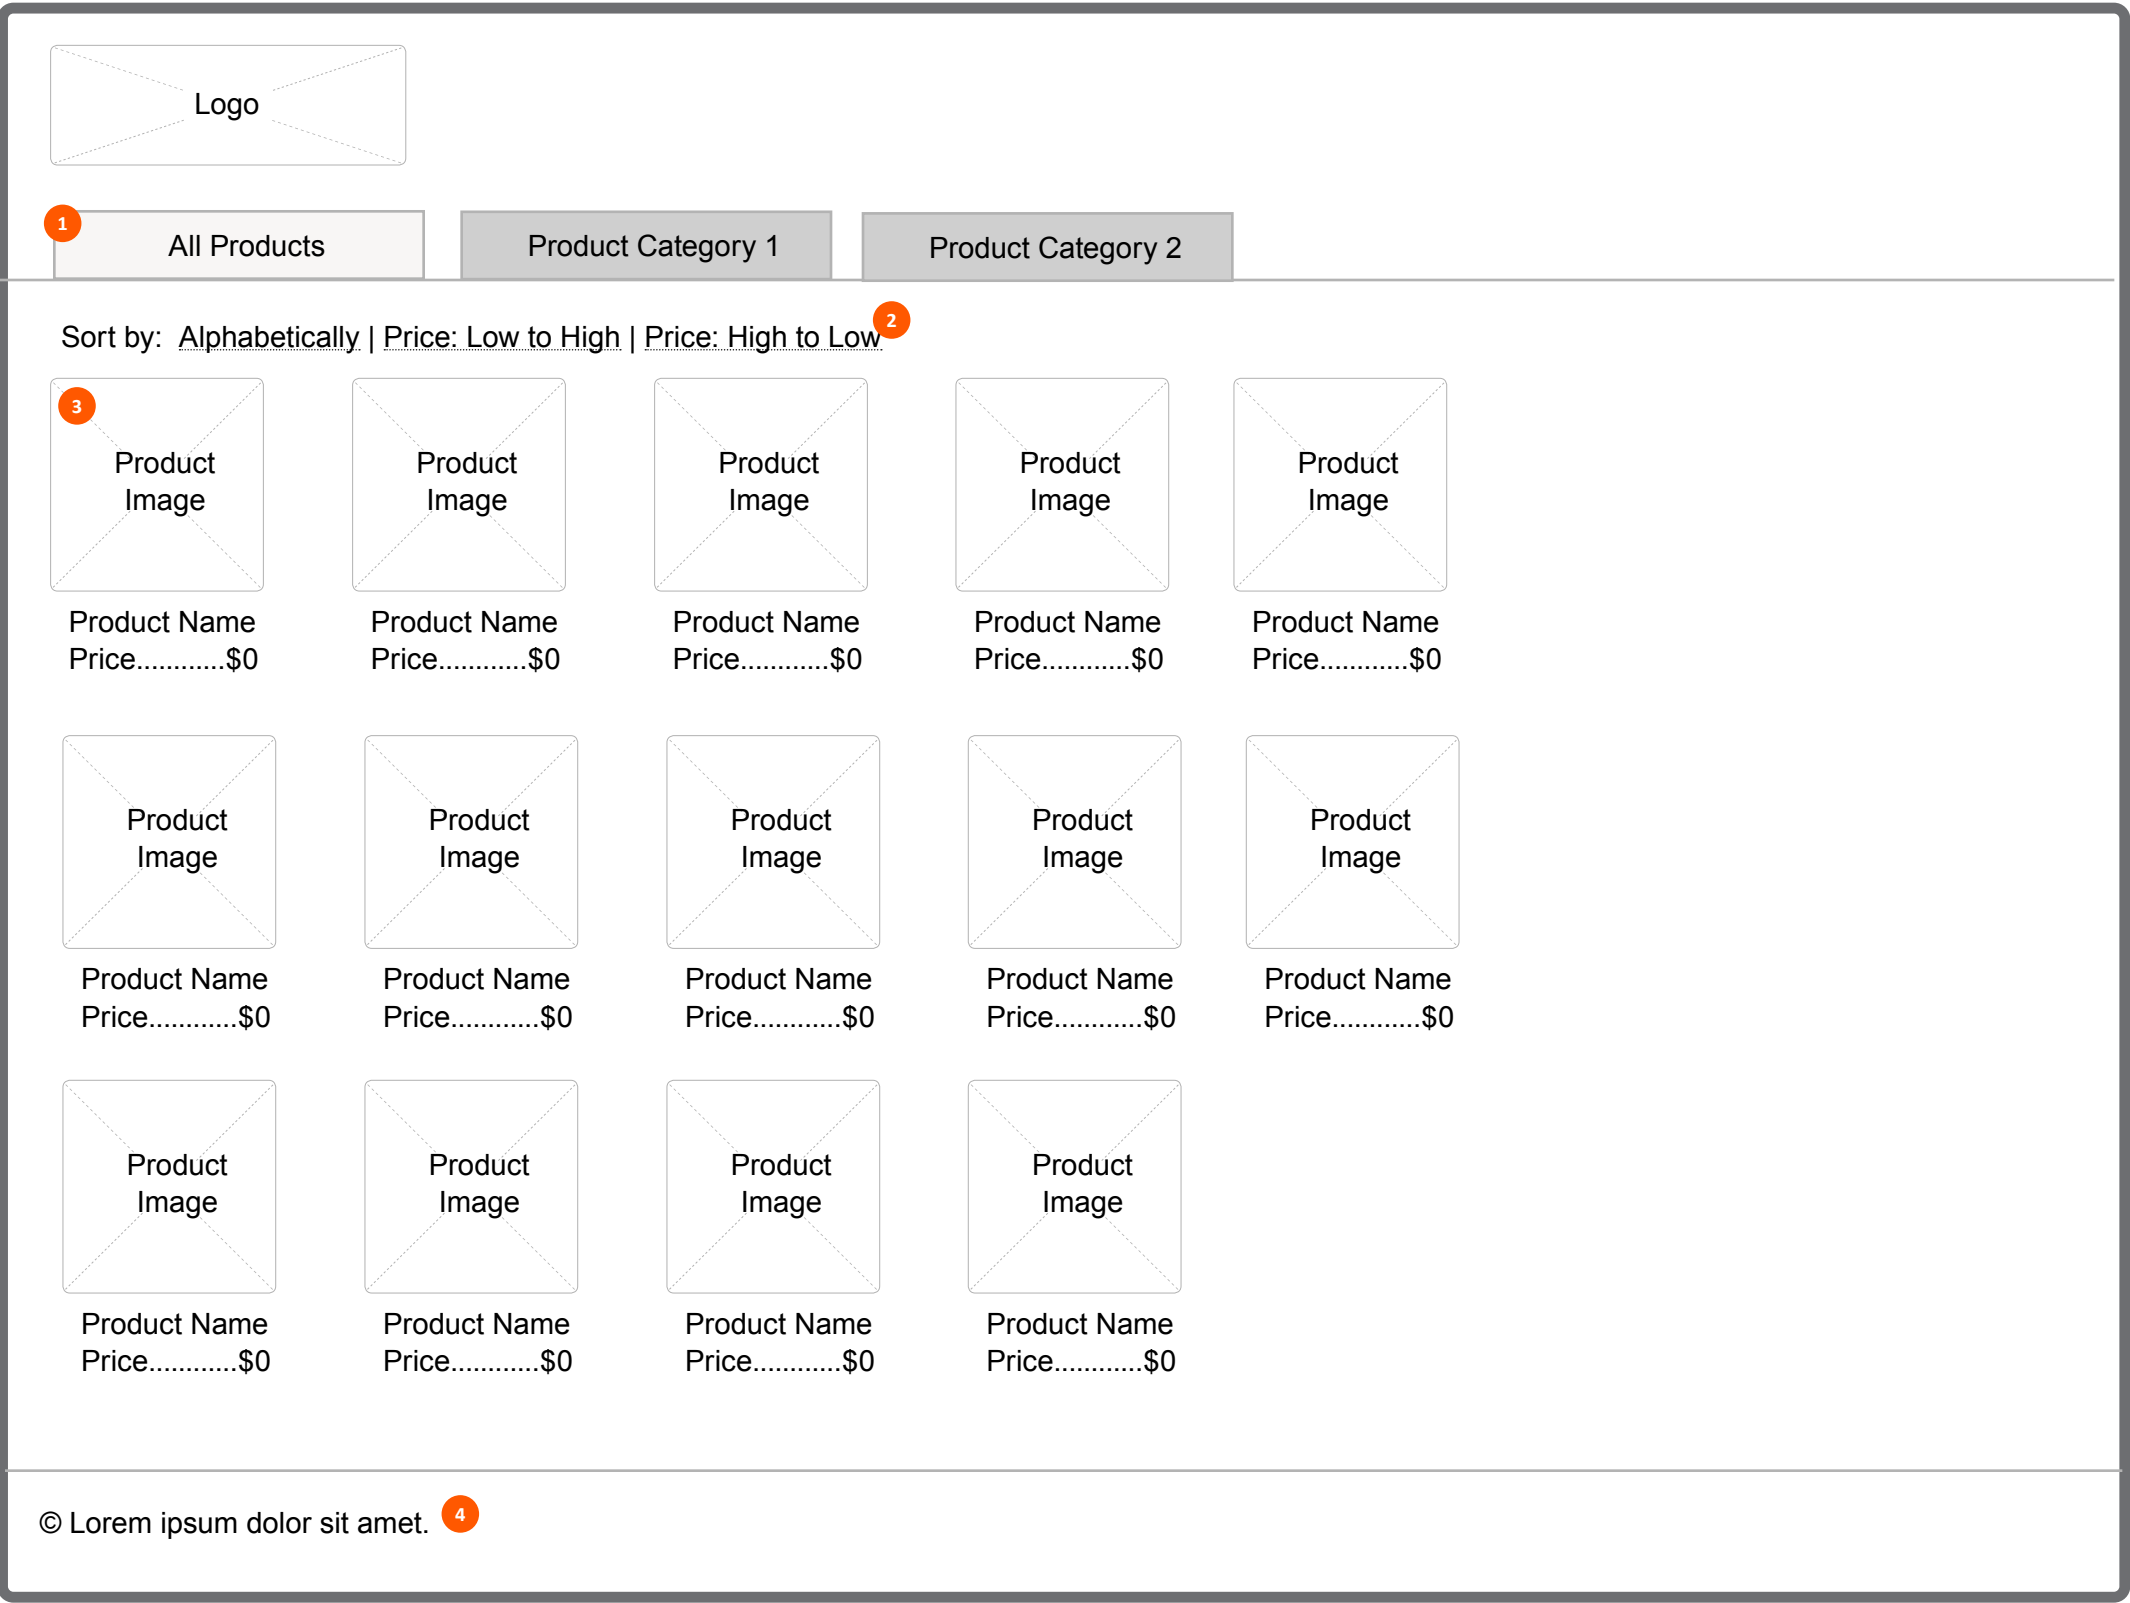 Logo
1
All Products
Product Category 1
Product Category 2
Sort by: Alphabetically | Price: Low to High | Price: High to Low
2
3
Product
Image
Product
Image
Product
Image
Product
Image
Product
Image
Product Name
Price............$0
Product Name
Price............$0
Product Name
Price............$0
Product Name
Price............$0
Product Name
Price............$0
Product
Image
Product
Image
Product
Image
Product
Image
Product
Image
Product Name
Price............$0
Product Name
Price............$0
Product Name
Price............$0
Product Name
Price............$0
Product Name
Price............$0
Product
Image
Product
Image
Product
Image
Product
Image
Product Name
Price............$0
Product Name
Price............$0
Product Name
Price............$0
Product Name
Price............$0
© Lorem ipsum dolor sit amet.
4